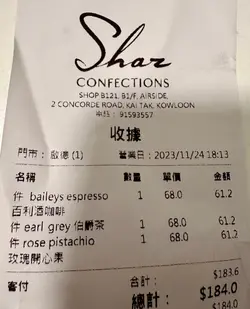 Shar
CONFECTIONS
SHOP B121, B1/F, AIRSIDE,
2 CONCORDE ROAD, KAI TAK, KOWLOON
電話: 91593557
收據
門市: 啟德 (1) 營業日: 2023/11/24 18:13
名稱 數量 單價 金額
件 baileys espresso 1 68.0 61.2
百利酒咖啡
件 earl grey 伯爵茶 1 68.0 61.2
件 rose pistachio 1 68.0 61.2
玫瑰開心果
寄付 合計: $183.6
總計: $184.0
$184.0